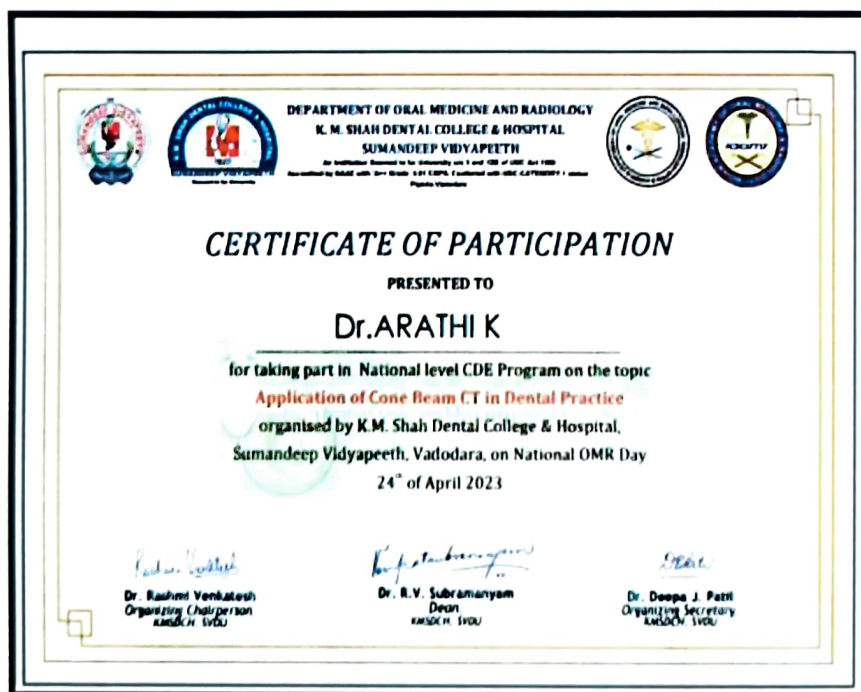 DEPARTMENT OF ORAL MEDICINE AND RADIOLOGY
K. M. SHAH DENTAL COLLEGE & HOSPITAL
SUMANDEEP VIDYAPEETH
CERTIFICATE OF PARTICIPATION
PRESENTED TO
Dr.ARATHI K
for taking part in National level CDE Program on the topic
Application of Cone Beam CT in Dental Practice
organised by K.M. Shah Dental College & Hospital,
Sumandeep Vidyapeeth, Vadodara, on National OMR Day
24th of April 2023
Dr. Rashmi Venkatesh
Organizing Chairperson
KMSDCH, SVDU
Dr. R.V. Subramanyam
Dean
KMSDCH, SVDU
Dr. Deepa J. Patil
Organizing Secretary
KMSDCH, SVDU